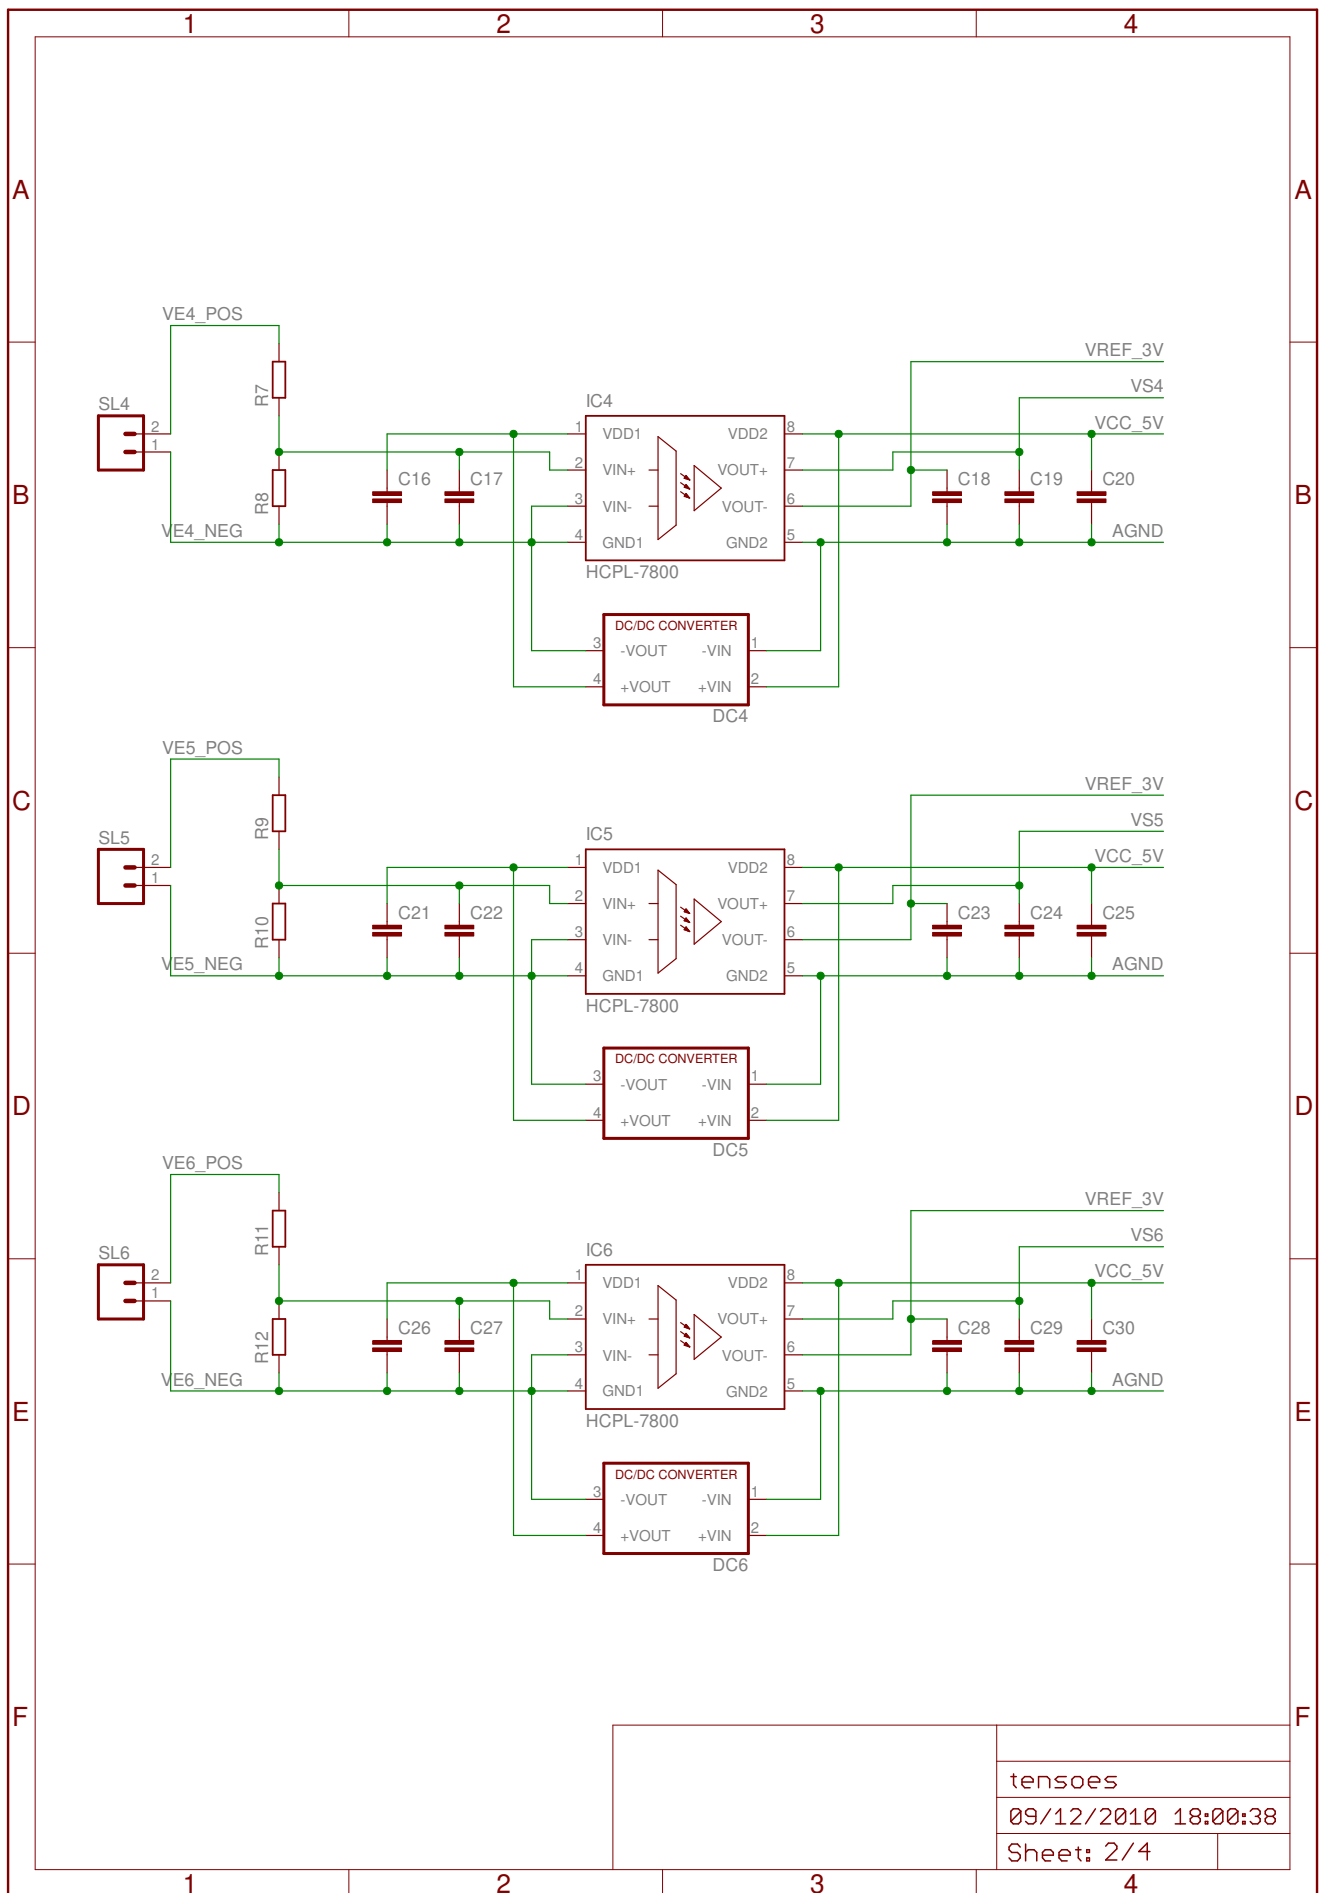 1 2 3 4
A A
VE4_POS
VREF_3V
R7
VS4
SL4
IC4
2 1 VDD1 VDD2 8 VCC_5V
1
2 VIN+ VOUT+ 7
C16 C17 C18 C19 C20
R8
B B
3 VIN- VOUT- 6
VE4_NEG 4 GND1 GND2 5 AGND
HCPL-7800
DC/DC CONVERTER
3 -VOUT -VIN 1
4 +VOUT +VIN 2
DC4
VE5_POS
VREF_3V
C C
R9
VS5
SL5
IC5
2 1 VDD1 VDD2 8 VCC_5V
1
2 VIN+ VOUT+ 7
C21 C22 C23 C24 C25
R10
3 VIN- VOUT- 6
VE5_NEG 4 GND1 GND2 5 AGND
HCPL-7800
DC/DC CONVERTER
3 -VOUT -VIN 1
D D
4 +VOUT +VIN 2
DC5
VE6_POS
VREF_3V
R11
VS6
SL6
IC6
2 1 VDD1 VDD2 8 VCC_5V
1
2 VIN+ VOUT+ 7
C26 C27 C28 C29 C30
R12
3 VIN- VOUT- 6
VE6_NEG 4 GND1 GND2 5 AGND
E E
HCPL-7800
DC/DC CONVERTER
3 -VOUT -VIN 1
4 +VOUT +VIN 2
DC6
F F
tensoes
09/12/2010 18:00:38
Sheet: 2/4
1 2 3 4